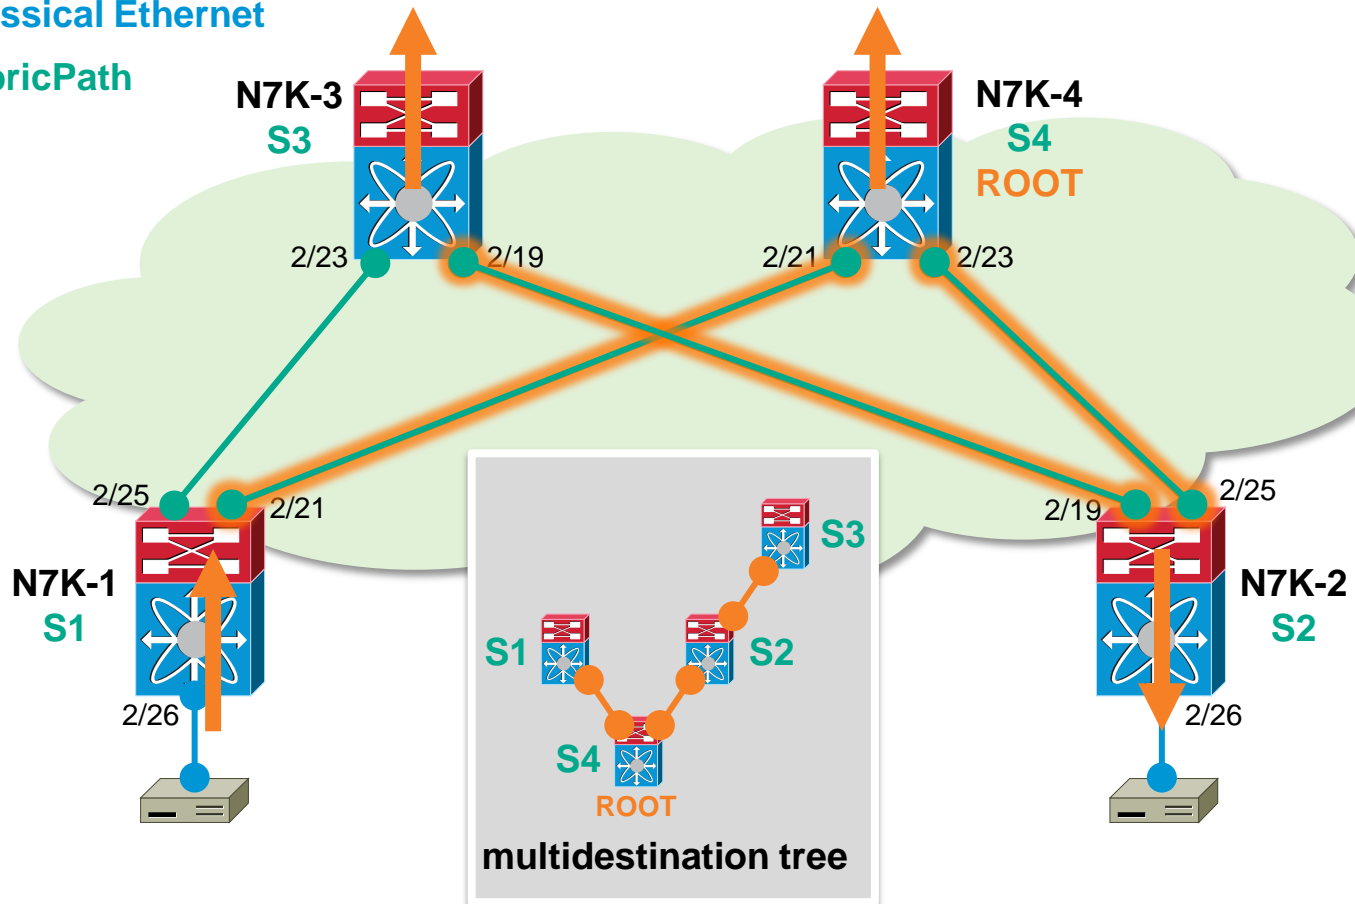 ssical Ethernet
bricPath
N7K-3
S3
N7K-4
S4
ROOT
2/23
2/19
2/21
2/23
2/25
2/21
2/19
2/25
N7K-1
S1
N7K-2
S2
2/26
2/26
S3
S1
S2
S4
ROOT
multidestination tree